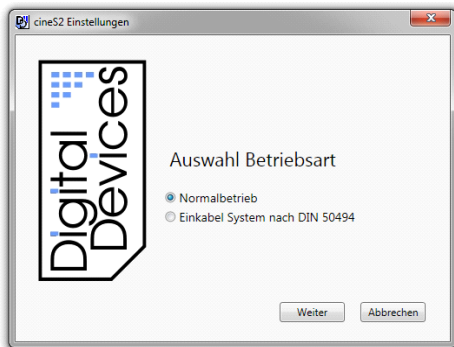 cineS2 Einstellungen
Digital
Devices
Auswahl Betriebsart
Normalbetrieb
Einkabel System nach DIN 50494
Weiter
Abbrechen